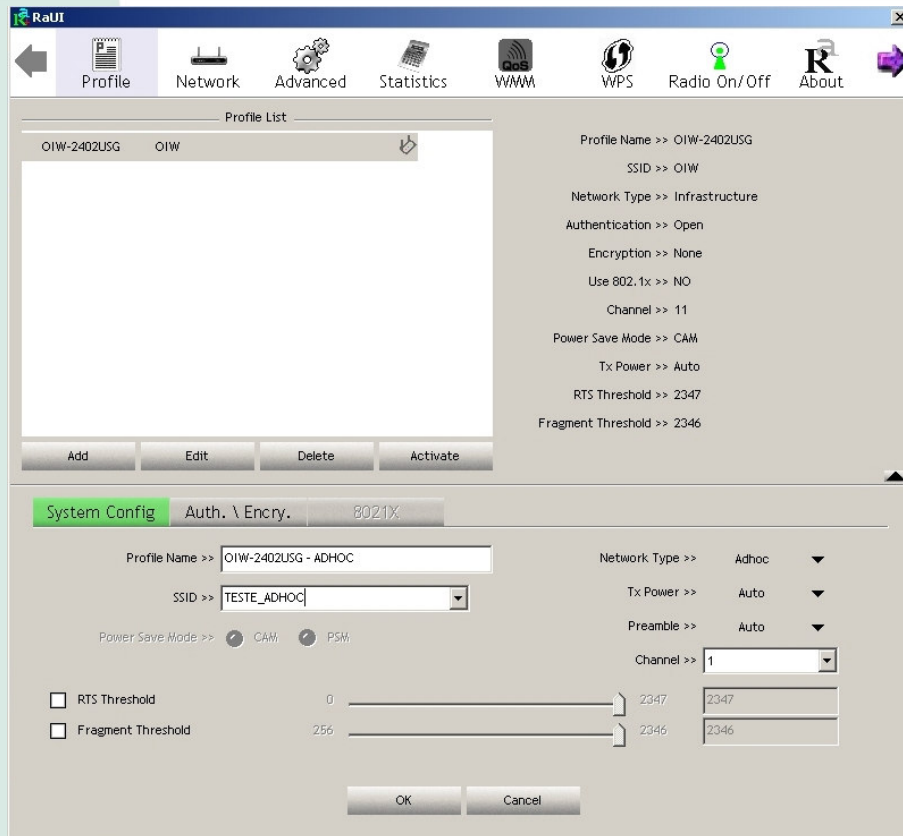 RaUI
Profile
Network
Advanced
Statistics
QoS
WMM
WPS
Radio On/Off
About
Profile List
OIW-2402USG OIW
Profile Name >> OIW-2402USG
SSID >> OIW
Network Type >> Infrastructure
Authentication >> Open
Encryption >> None
Use 802.1x >> NO
Channel >> 11
Power Save Mode >> CAM
Tx Power >> Auto
RTS Threshold >> 2347
Fragment Threshold >> 2346
Add
Edit
Delete
Activate
System Config
Auth. \ Encry.
8021X
Profile Name >> OIW-2402USG - ADHOC
SSID >> TESTE_ADHOC
Power Save Mode >> CAM PSM
Network Type >> Adhoc
Tx Power >> Auto
Preamble >> Auto
Channel >> 1
RTS Threshold 0 2347 2347
Fragment Threshold 256 2346 2346
OK
Cancel